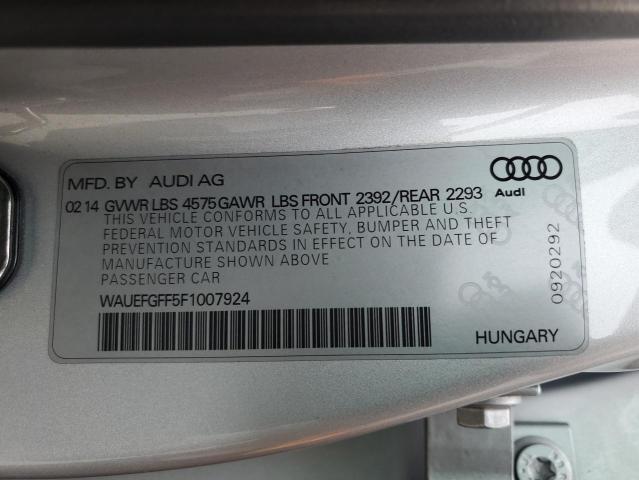 MFD. BY AUDI AG
Audi
02 14 GVWR LBS 4575 GAWR LBS FRONT 2392/REAR 2293
THIS VEHICLE CONFORMS TO ALL APPLICABLE U.S.
FEDERAL MOTOR VEHICLE SAFETY, BUMPER AND THEFT
PREVENTION STANDARDS IN EFFECT ON THE DATE OF
MANUFACTURE SHOWN ABOVE
PASSENGER CAR
WAUEFGFF5F1007924
0920292
HUNGARY